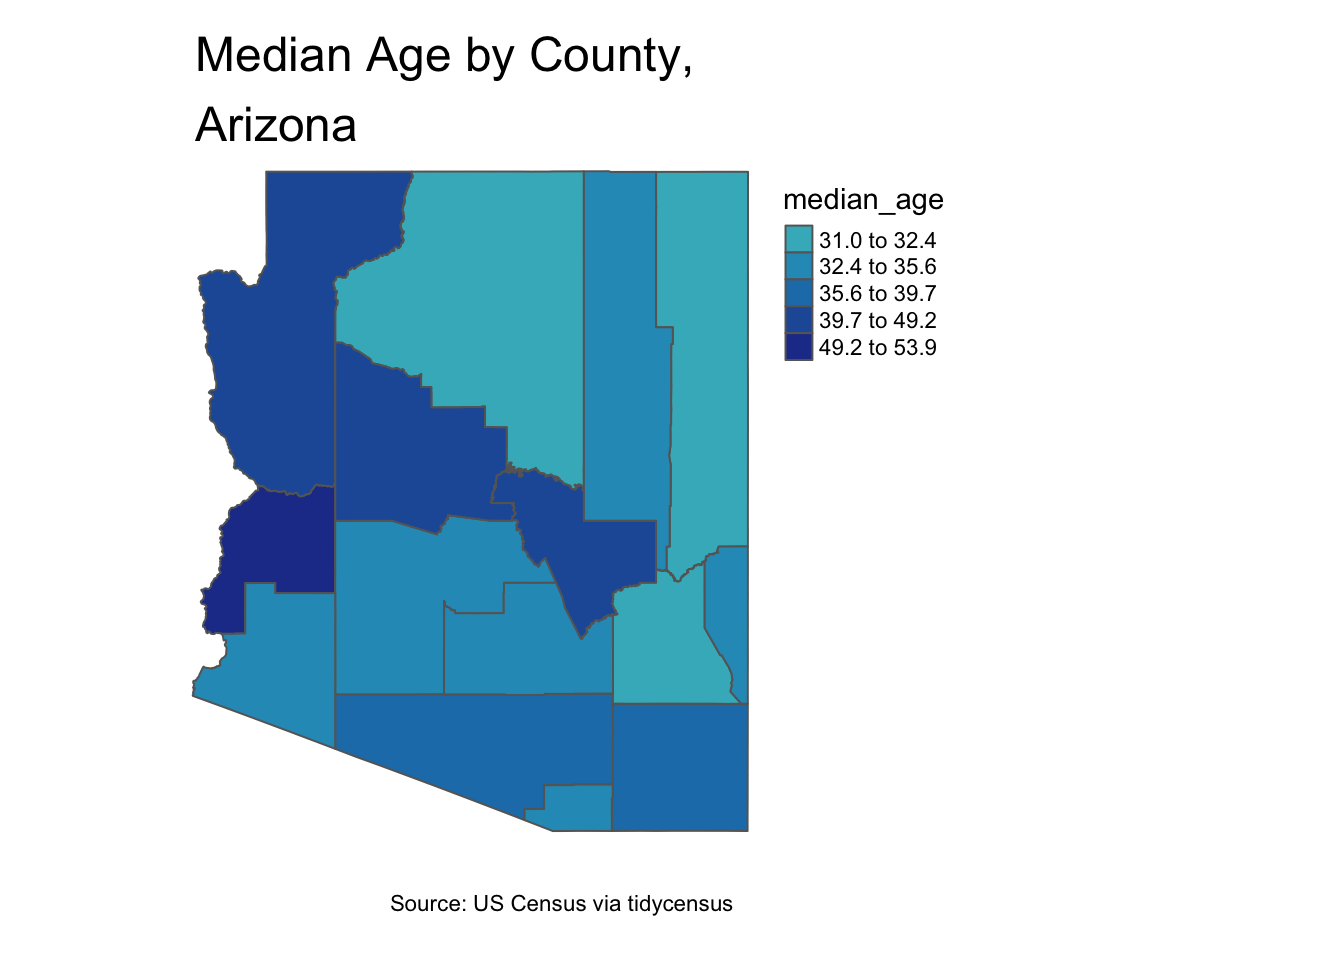 Median Age by County,
Arizona
median_age
31.0 to 32.4
32.4 to 35.6
35.6 to 39.7
39.7 to 49.2
49.2 to 53.9
Source: US Census via tidycensus